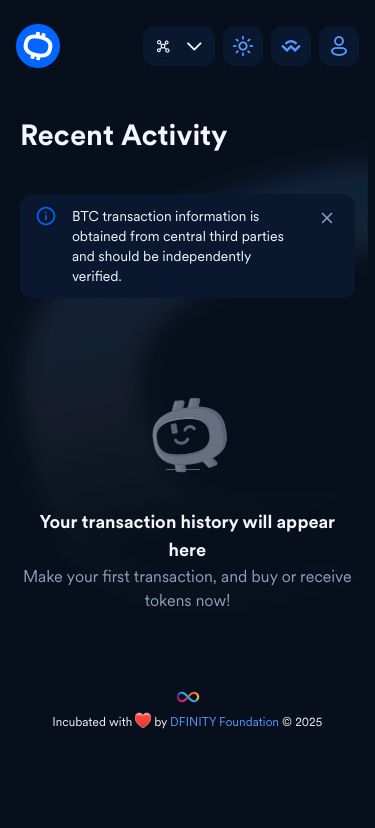 Recent Activity
BTC transaction information is
obtained from central third parties
and should be independently
verified.
Your transaction history will appear
here
Make your first transaction, and buy or receive
tokens now!
Incubated with ❤️ by DFINITY Foundation © 2025